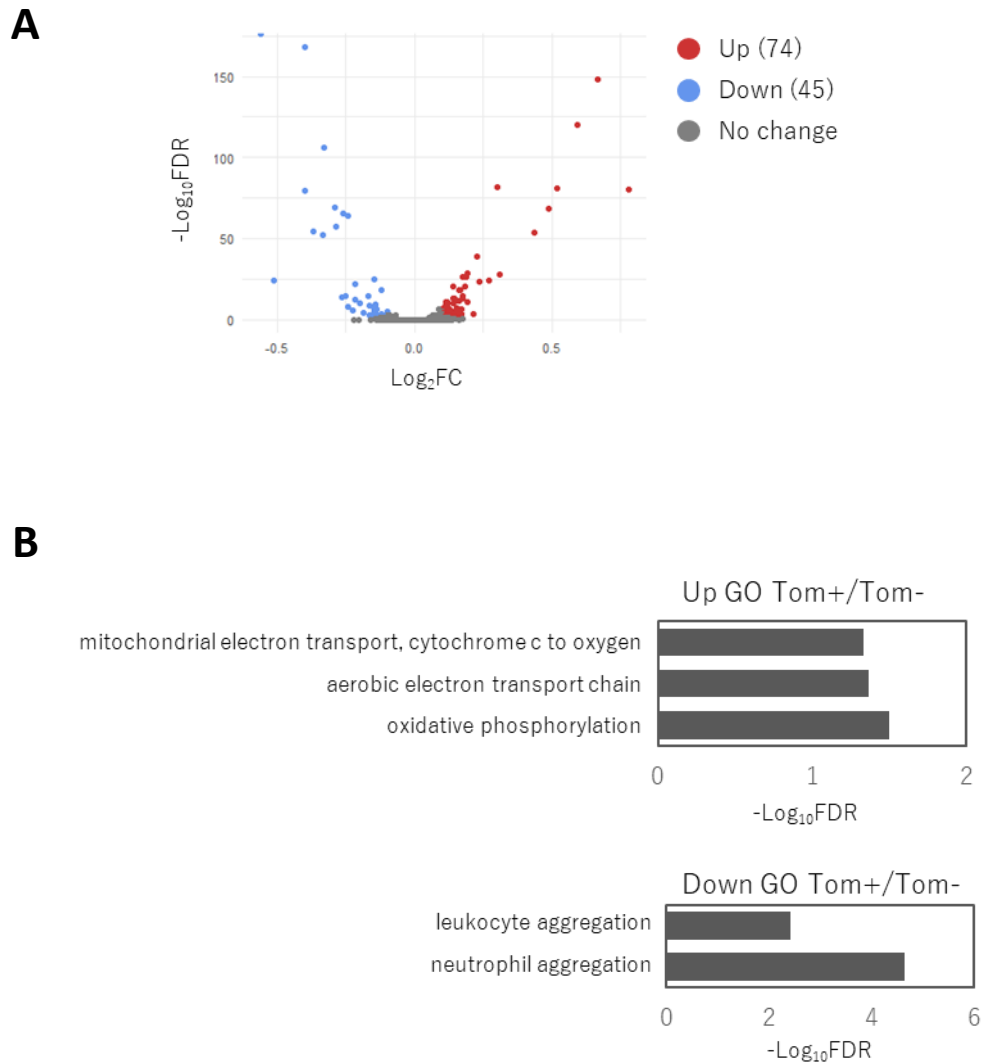 A
150
100
50
0
-Log₁₀FDR
-0.5 0.0 0.5
Log₂FC
Up (74)
Down (45)
No change
B
Up GO Tom+/Tom-
mitochondrial electron transport, cytochrome c to oxygen
aerobic electron transport chain
oxidative phosphorylation
0 1 2
-Log₁₀FDR
Down GO Tom+/Tom-
leukocyte aggregation
neutrophil aggregation
0 2 4 6
-Log₁₀FDR